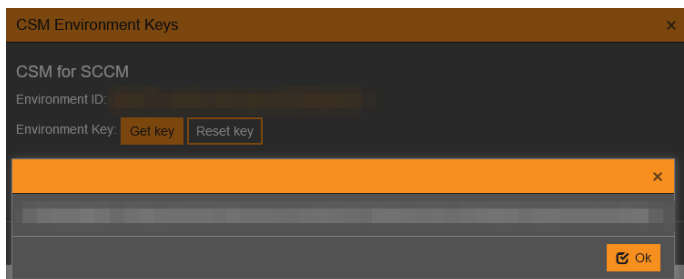 CSM Environment Keys ×
CSM for SCCM
Environment ID:
Environment Key: Get key Reset key
×
Ok